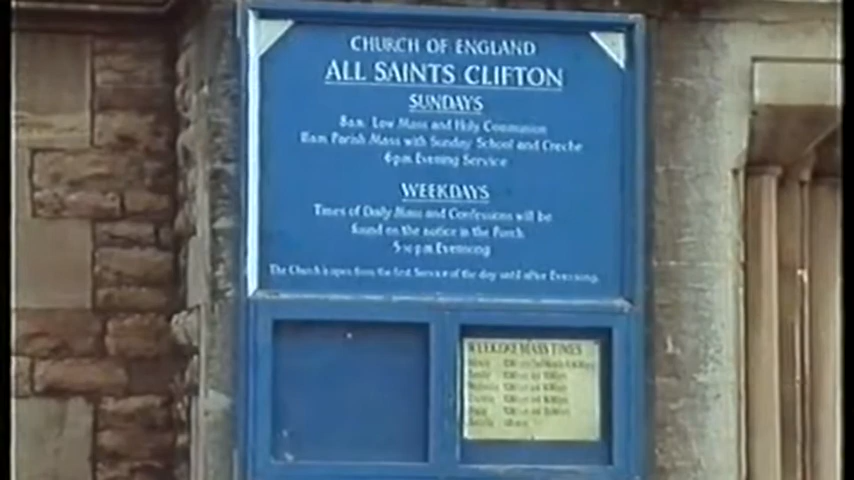 CHURCH OF ENGLAND
ALL SAINTS CLIFTON
SUNDAYS
8am Low Mass and Holy Communion
11am Parish Mass with Sunday School and Creche
6pm Evening Service
WEEKDAYS
Times of Daily Mass and Confessions will be
found on the notice in the Porch
5 pm Evensong
The Church is open from the first Service of the day until after Evensong.
WEEKDAY MASS TIMES